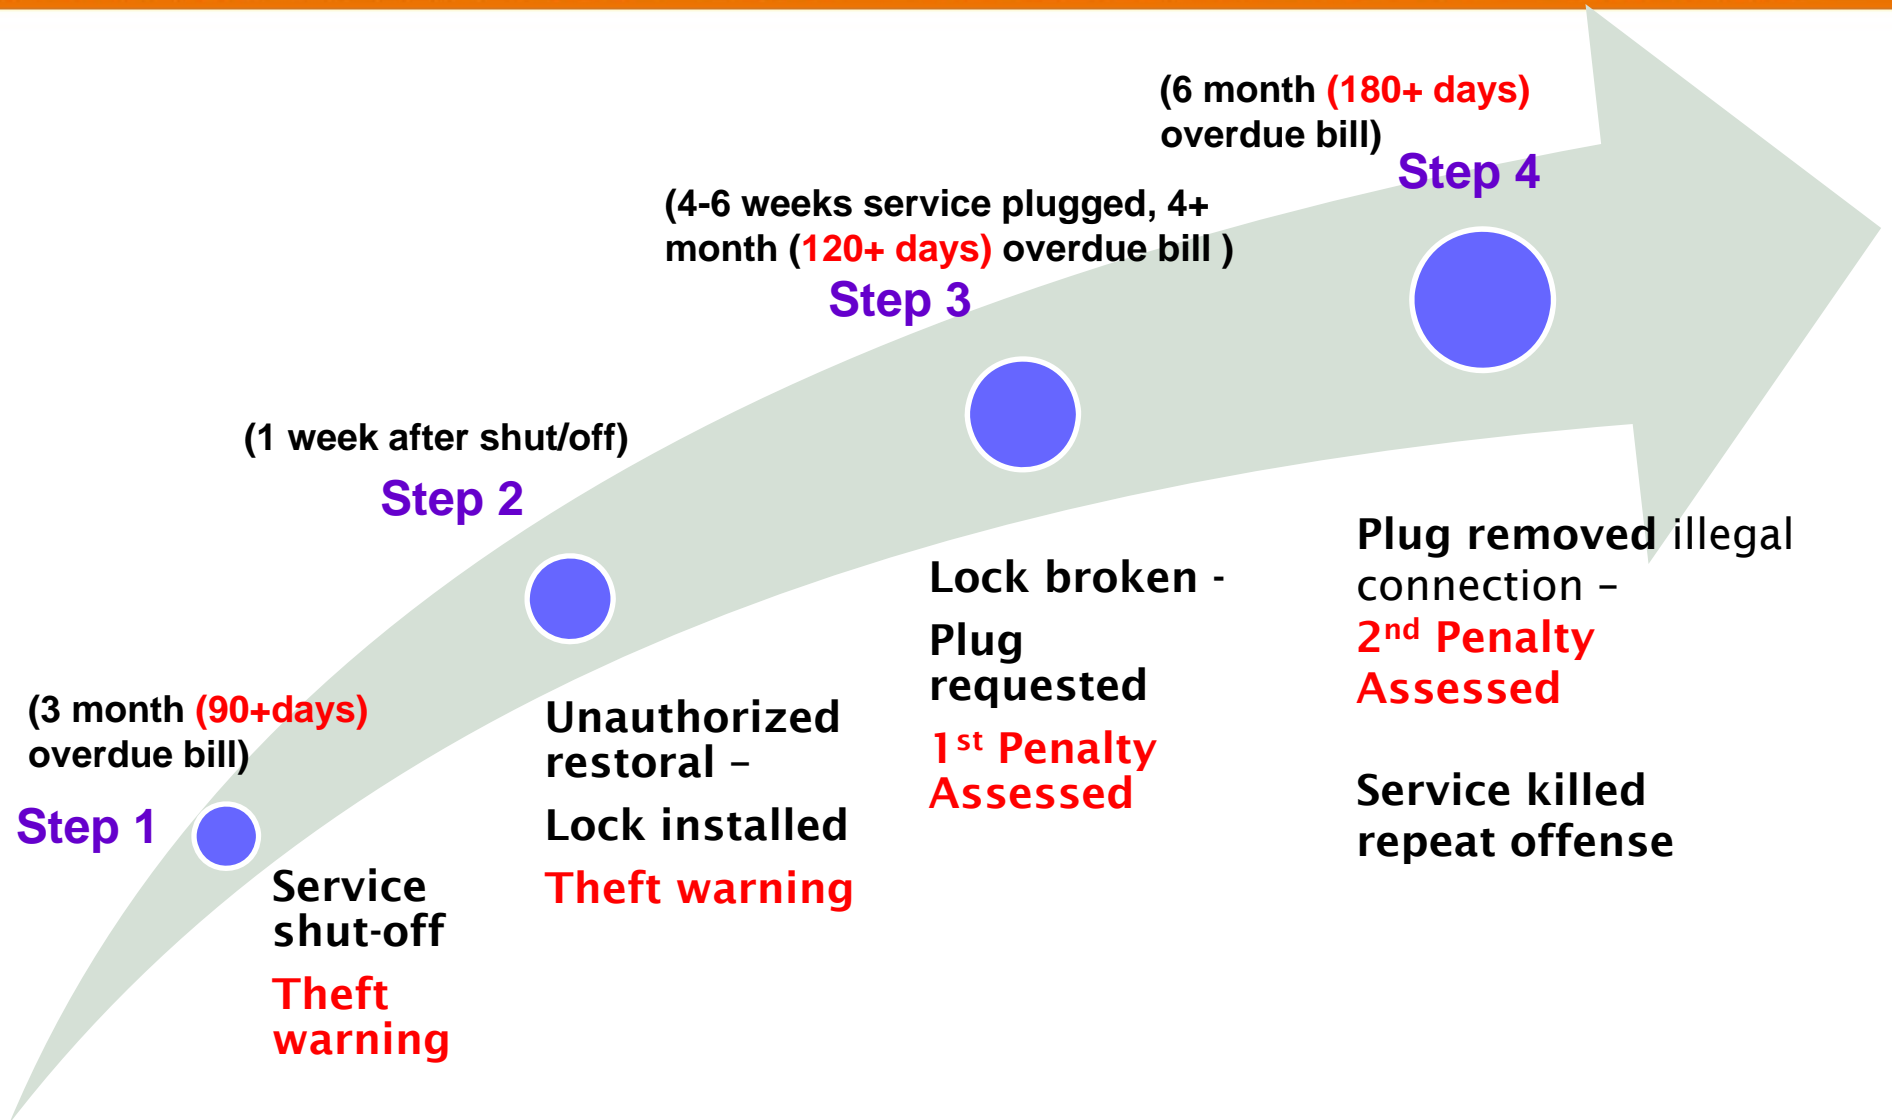 (3 month (90+days)
overdue bill)
Step 1
Service
shut-off
Theft
warning
(1 week after shut/off)
Step 2
Unauthorized
restoral –
Lock installed
Theft warning
(4-6 weeks service plugged, 4+
month (120+ days) overdue bill )
Step 3
Lock broken -
Plug
requested
1st Penalty
Assessed
(6 month (180+ days)
overdue bill)
Step 4
Plug removed illegal
connection –
2nd Penalty
Assessed
Service killed
repeat offense